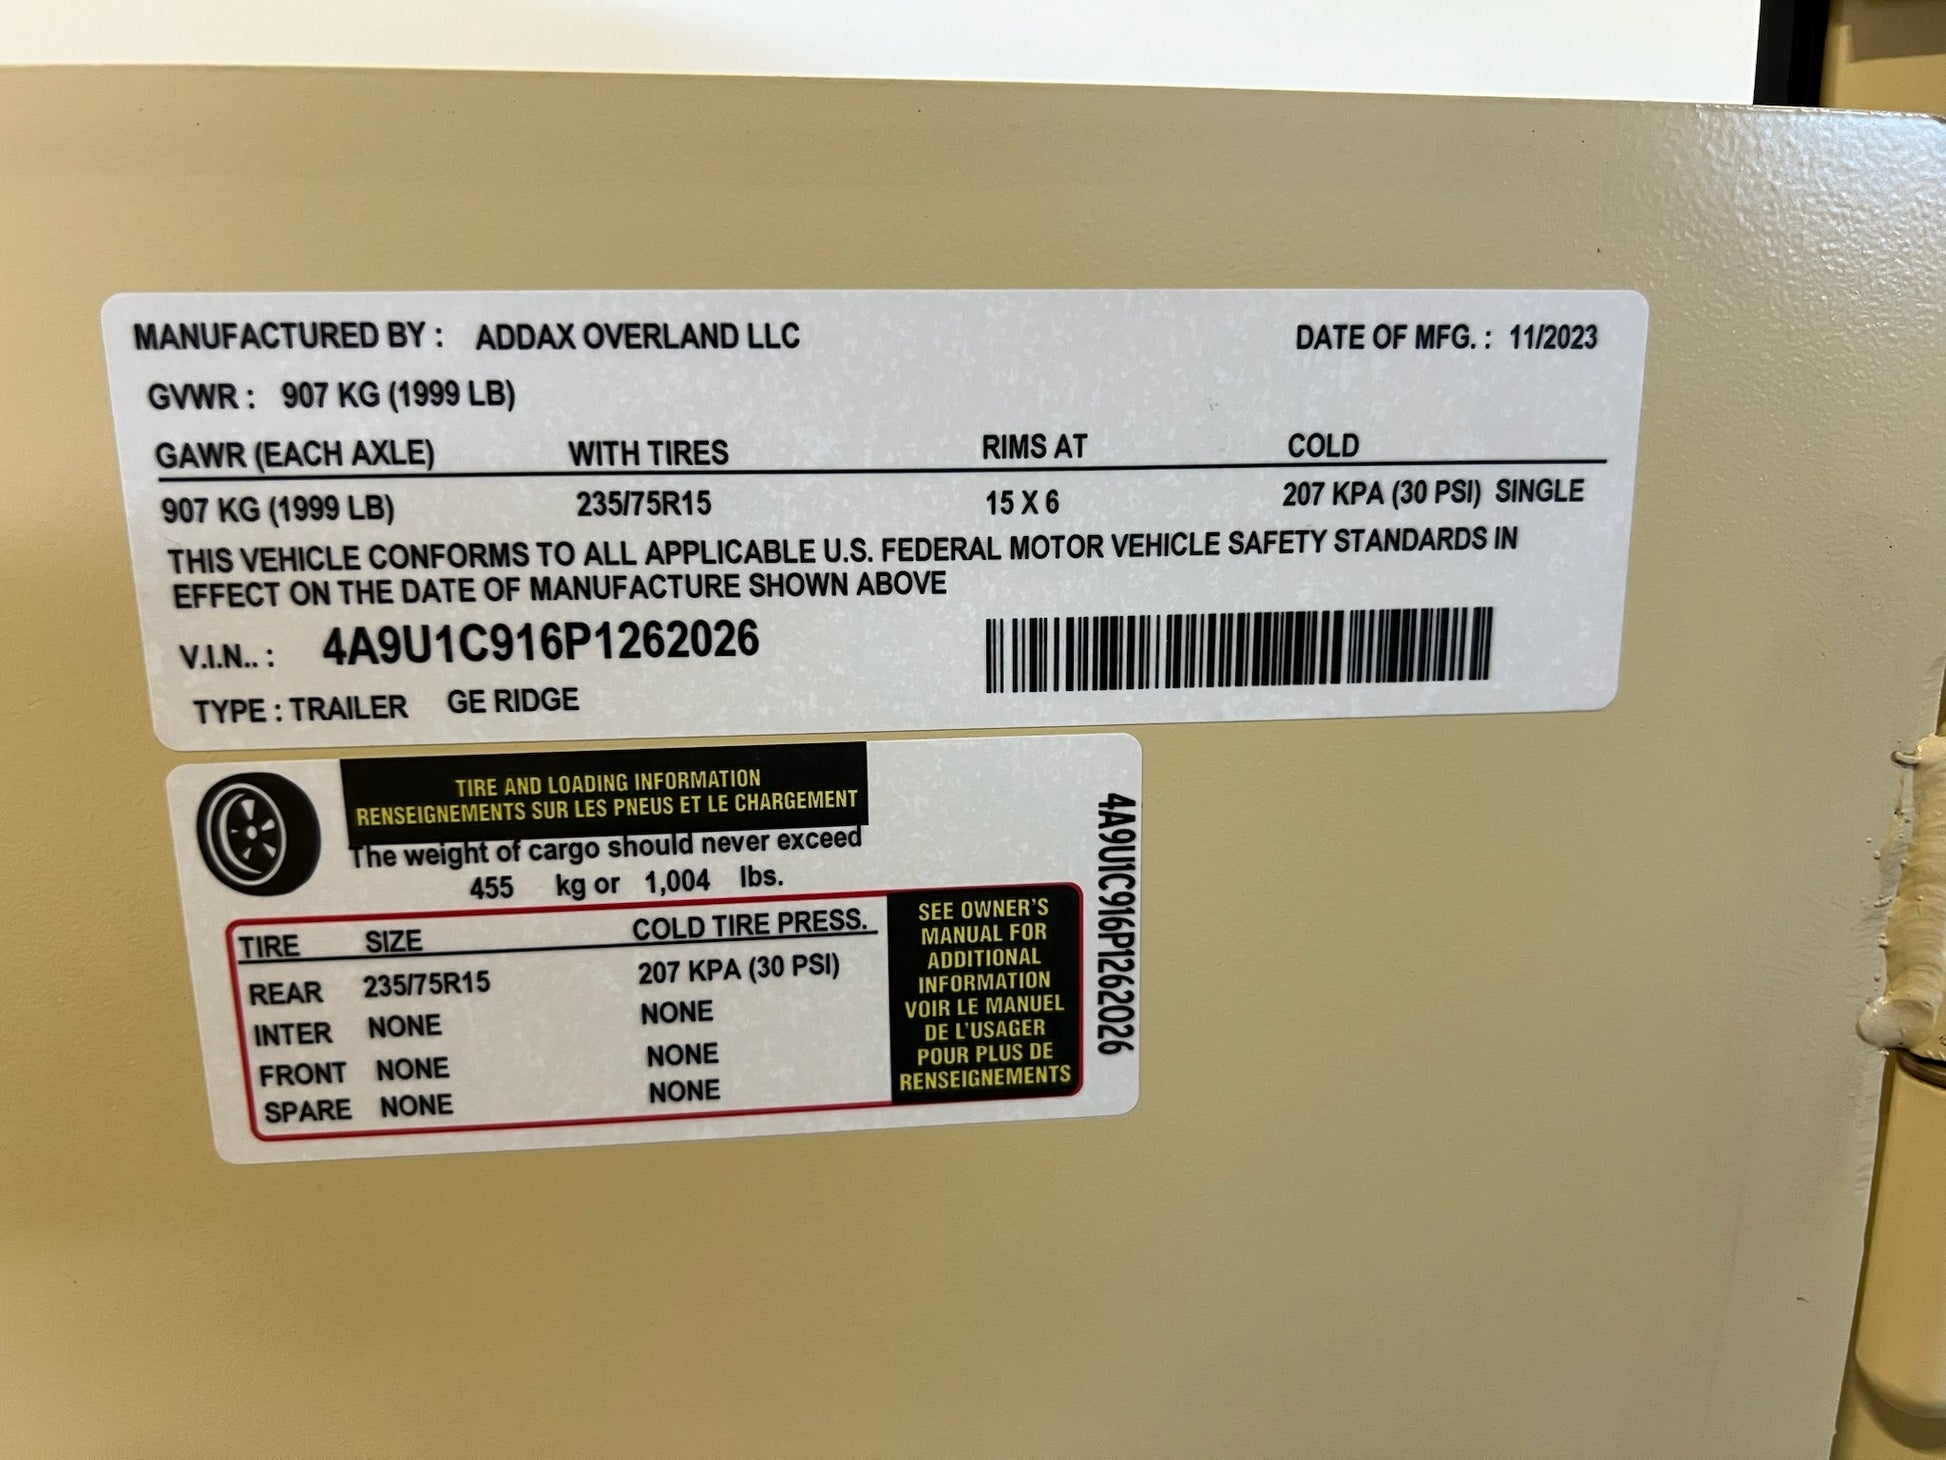 MANUFACTURED BY : ADDAX OVERLAND LLC DATE OF MFG. : 11/2023
GVWR : 907 KG (1999 LB)
GAWR (EACH AXLE) WITH TIRES RIMS AT COLD
907 KG (1999 LB) 235/75R15 15 X 6 207 KPA (30 PSI) SINGLE
THIS VEHICLE CONFORMS TO ALL APPLICABLE U.S. FEDERAL MOTOR VEHICLE SAFETY STANDARDS IN
EFFECT ON THE DATE OF MANUFACTURE SHOWN ABOVE
V.I.N.. : 4A9U1C916P1262026
TYPE : TRAILER GE RIDGE
TIRE AND LOADING INFORMATION
RENSEIGNEMENTS SUR LES PNEUS ET LE CHARGEMENT
The weight of cargo should never exceed
455 kg or 1,004 lbs.
TIRE SIZE COLD TIRE PRESS.
REAR 235/75R15 207 KPA (30 PSI)
INTER NONE NONE
FRONT NONE NONE
SPARE NONE NONE
SEE OWNER'S
MANUAL FOR
ADDITIONAL
INFORMATION
VOIR LE MANUEL
DE L'USAGER
POUR PLUS DE
RENSEIGNEMENTS
4A9U1C916P1262026